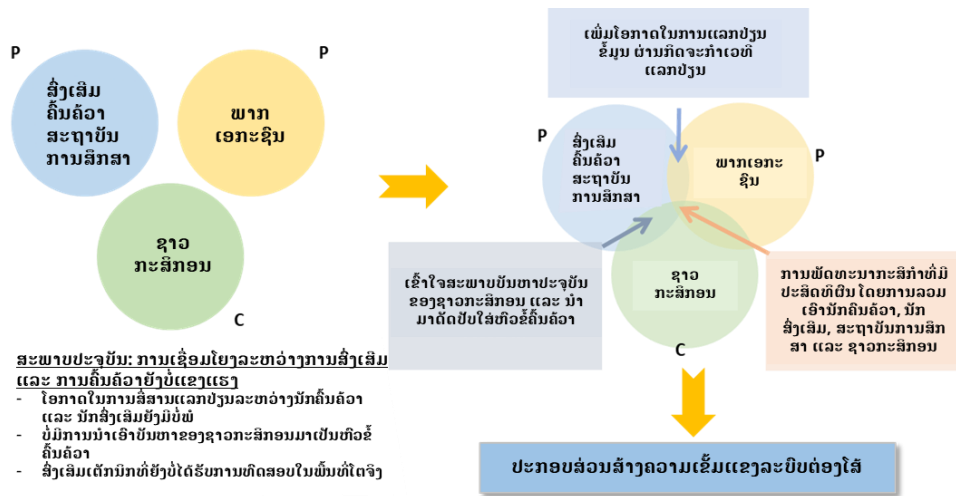 P
P
ສົ່ງເສີມ
ຄົ້ນຄ້ວາ
ສະຖາບັນ
ການສຶກສາ
ພາກ
ເອກະຊົນ
ຊາວ
ກະສິກອນ
C
ສະພາບປະຈຸບັນ: ການເຊື່ອມໂຍງລະຫວ່າງການສົ່ງເສີມ
ແລະ ການຄົ້ນຄ້ວາຍັງບໍ່ແຂງແຮງ
- ໂອກາດໃນການສື່ສານແລກປ່ຽນລະຫວ່າງນັກຄົ້ນຄ້ວາ
ແລະ ນັກສົ່ງເສີມຍັງມີບໍ່ພໍ
- ບໍ່ມີການນຳເອົາບັນຫາຂອງຊາວກະສິກອນມາເປັນຫົວຂໍ້
ຄົ້ນຄ້ວາ
- ສົ່ງເສີມເຕັກນິກທີ່ຍັງບໍ່ໄດ້ຮັບການທົດສອບໃນພື້ນທີ່ໂຕຈິງ
ເພີ່ມໂອກາດໃນການແລກປ່ຽນ
ຂໍ້ມູນ ຜ່ານກິດຈະກຳເວທີ
ແລກປ່ຽນ
P
P
ສົ່ງເສີມ
ຄົ້ນຄ້ວາ
ສະຖາບັນ
ການສຶກສາ
ພາກເອກະ
ຊົນ
ຊາວ
ກະສິກອນ
C
ເຂົ້າໃຈສະພາບບັນຫາປະຈຸບັນ
ຂອງຊາວກະສິກອນ ແລະ ນຳ
ມາດັດປັບໃສ່ຫົວຂໍ້ຄົ້ນຄ້ວາ
ການພັດທະນາກະສິກຳທີ່ມີ
ປະສິດທິຜົນ ໂດຍການລວມ
ເອົານັກຄົນຄ້ວາ, ນັກ
ສົ່ງເສີມ, ສະຖາບັນການສຶກ
ສາ ແລະ ຊາວກະສິກອນ
ປະກອບສ່ວນສ້າງຄວາມເຂັ້ມແຂງລະບົບຕ່ອງໂສ້